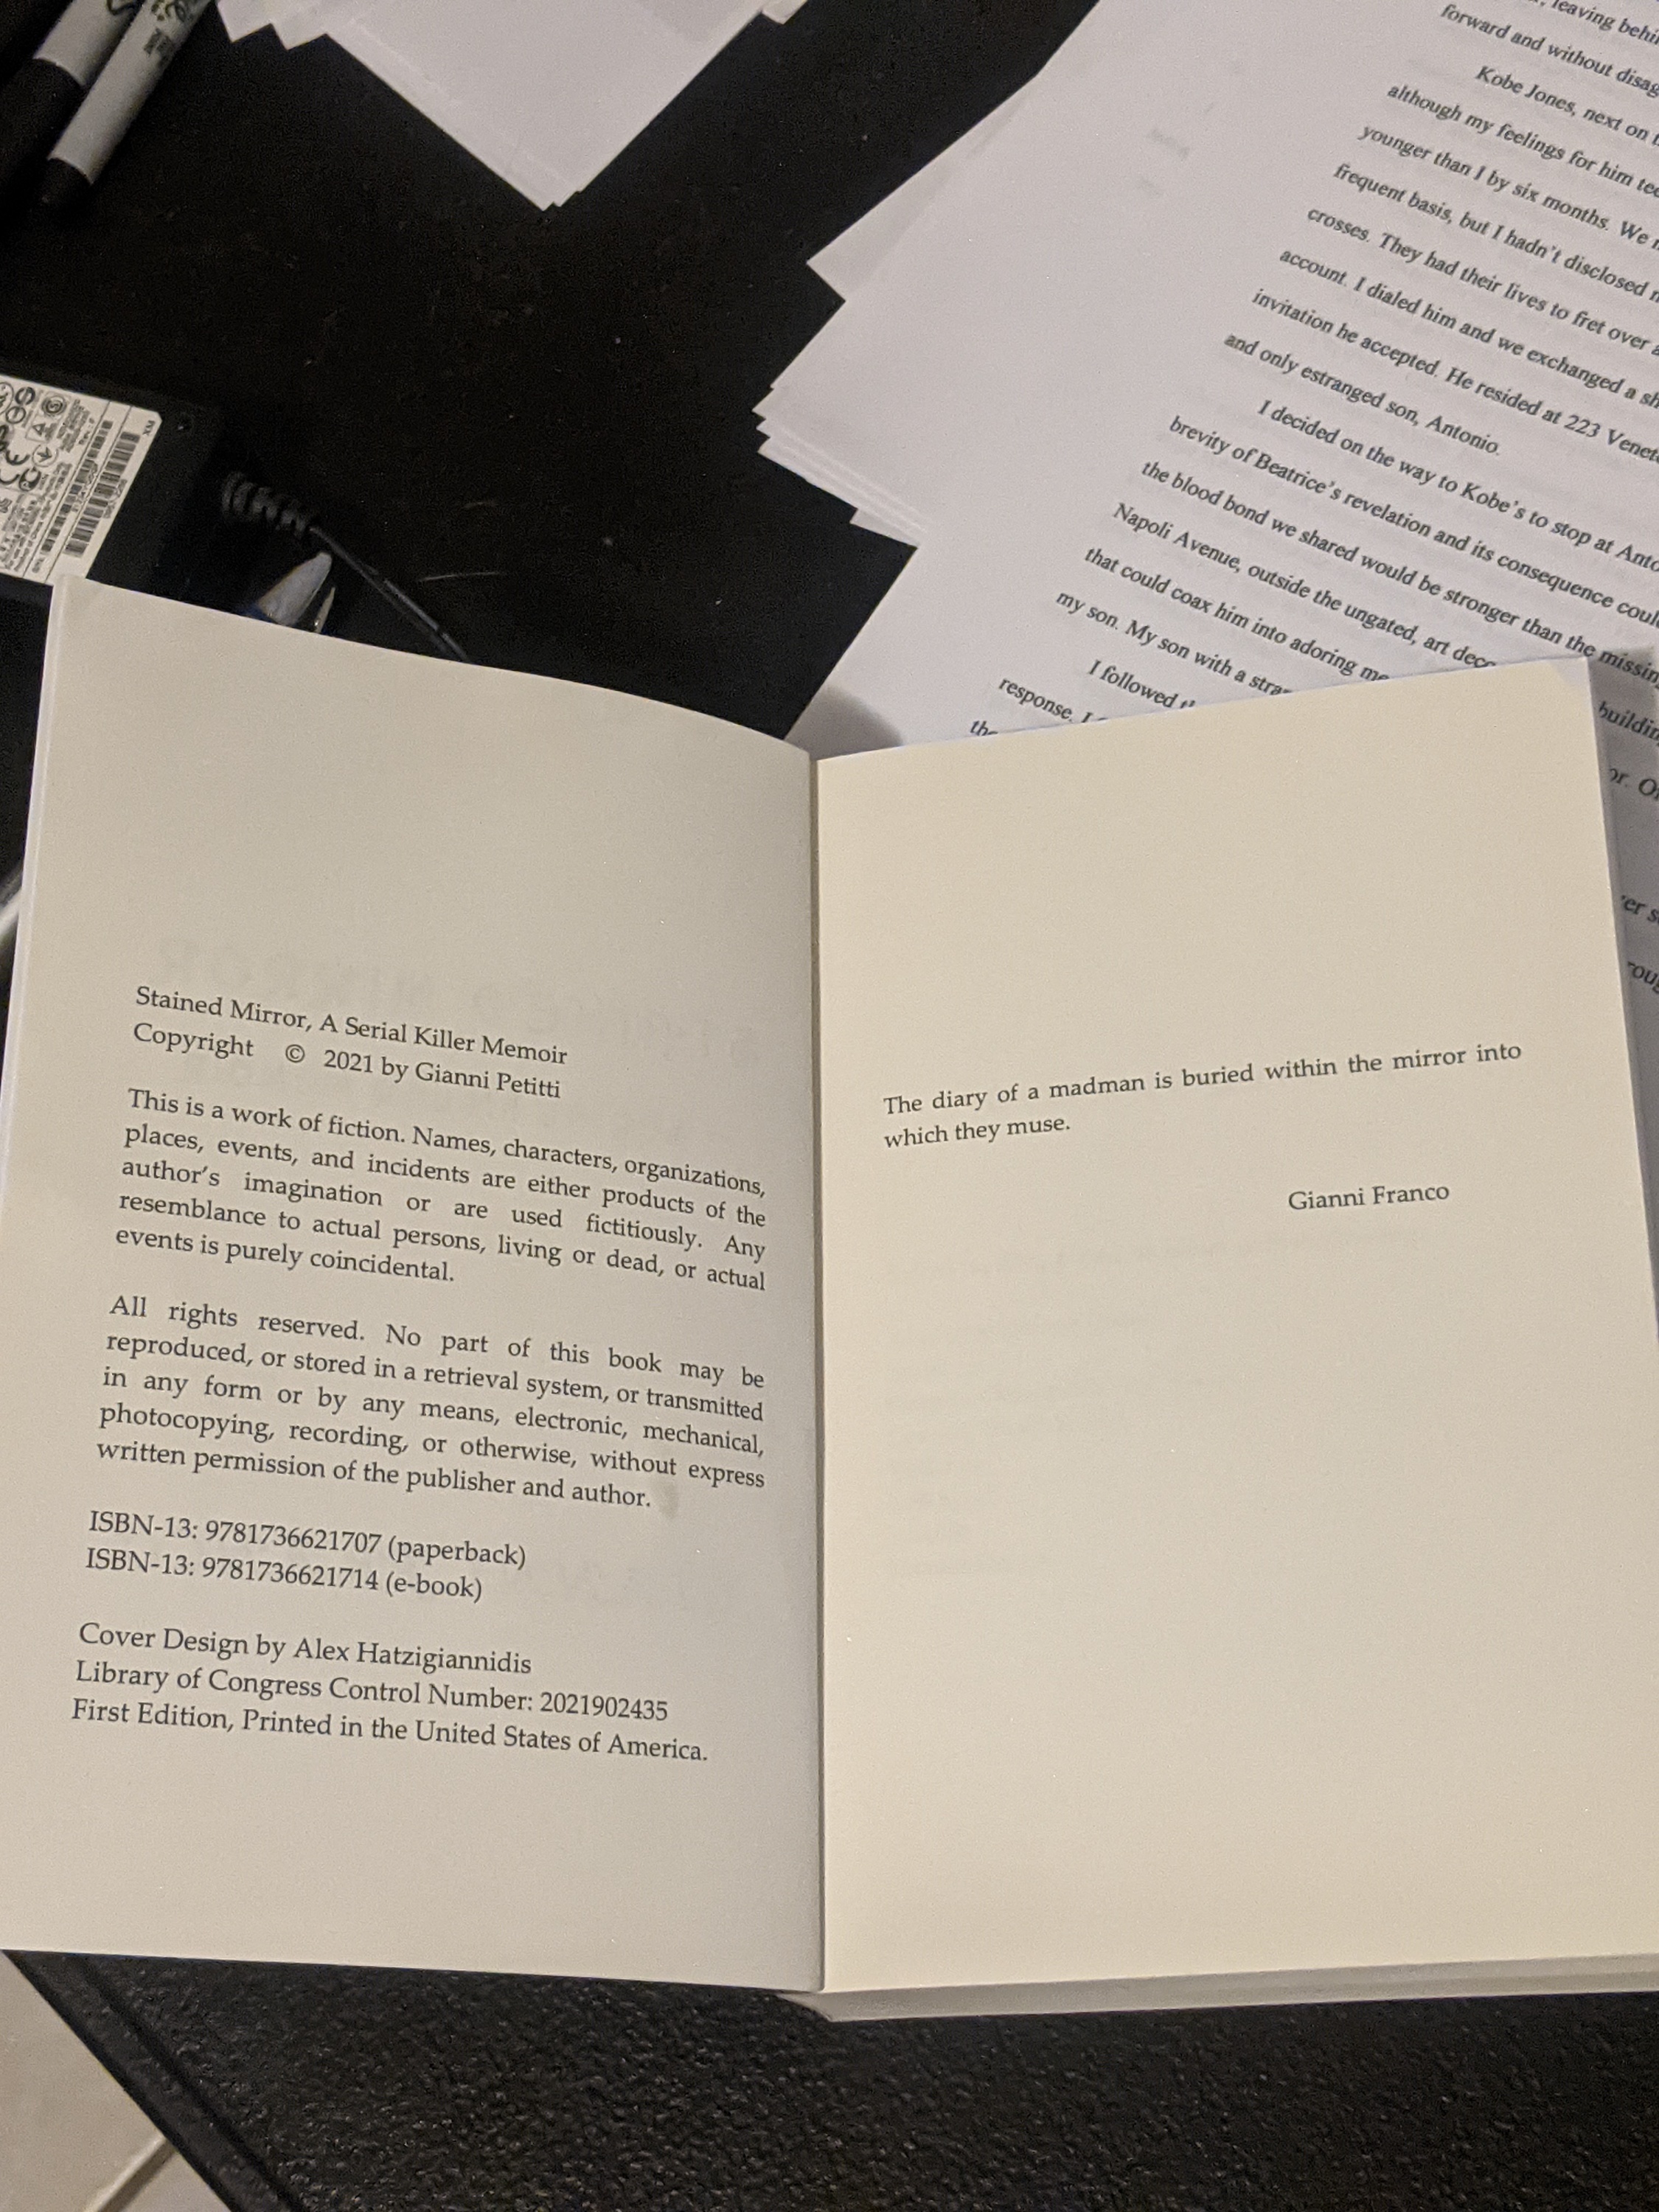 leaving behi
forward and without disag
Kobe Jones, next on t
although my feelings for him tee
younger than I by six months. We
frequent basis, but I hadn't disclosed
crosses. They had their lives to fret over a
account. I dialed him and we exchanged a sh
invitation he accepted. He resided at 223 Venet
and only estranged son, Antonio.
I decided on the way to Kobe's to stop at Anto
brevity of Beatrice's revelation and its consequence coul
the blood bond we shared would be stronger than the missin
Napoli Avenue, outside the ungated, art deco
building
that could coax him into adoring me
or. O
my son. My son with a stra
I followed
response. I
the
er s
roug
Stained Mirror, A Serial Killer Memoir
Copyright © 2021 by Gianni Petitti
This is a work of fiction. Names, characters, organizations,
places, events, and incidents are either products of the
author's imagination or are used fictitiously. Any
resemblance to actual persons, living or dead, or actual
events is purely coincidental.
All rights reserved. No part of this book may be
reproduced, or stored in a retrieval system, or transmitted
in any form or by any means, electronic, mechanical,
photocopying, recording, or otherwise, without express
written permission of the publisher and author.
ISBN-13: 9781736621707 (paperback)
ISBN-13: 9781736621714 (e-book)
Cover Design by Alex Hatzigiannidis
Library of Congress Control Number: 2021902435
First Edition, Printed in the United States of America.
The diary of a madman is buried within the mirror into
which they muse.
Gianni Franco